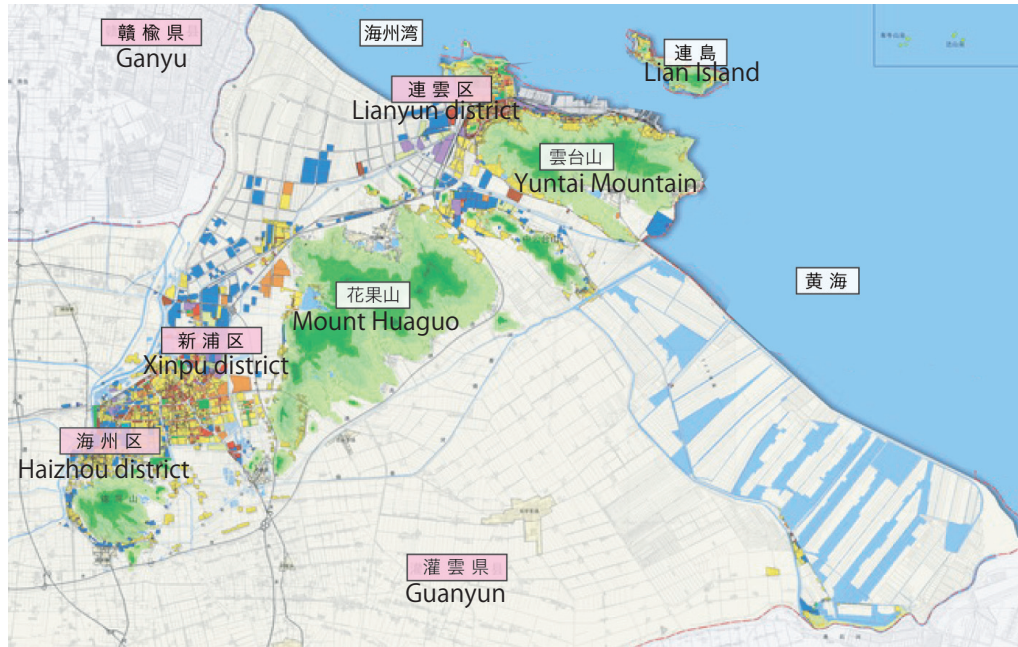 贛楡県
Ganyu
海州湾
連島
Lian Island
連雲区
Lianyun district
雲台山
Yuntai Mountain
黄海
花果山
Mount Huaguo
新浦区
Xinpu district
海州区
Haizhou district
灌雲県
Guanyun